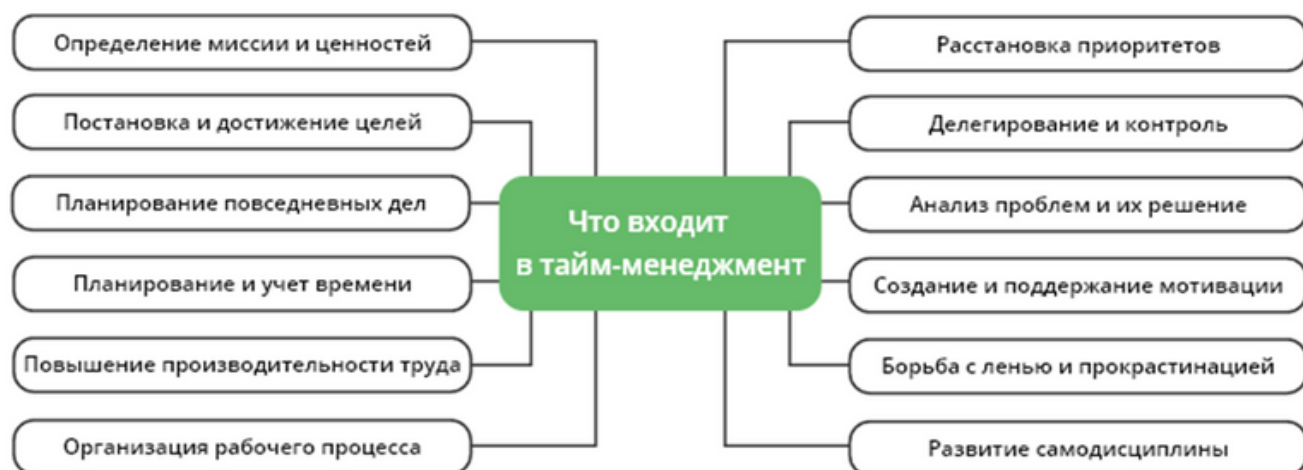 Определение миссии и ценностей
Постановка и достижение целей
Планирование повседневных дел
Планирование и учет времени
Повышение производительности труда
Организация рабочего процесса
Что входит
в тайм-менеджмент
Расстановка приоритетов
Делегирование и контроль
Анализ проблем и их решение
Создание и поддержание мотивации
Борьба с ленью и прокрастинацией
Развитие самодисциплины